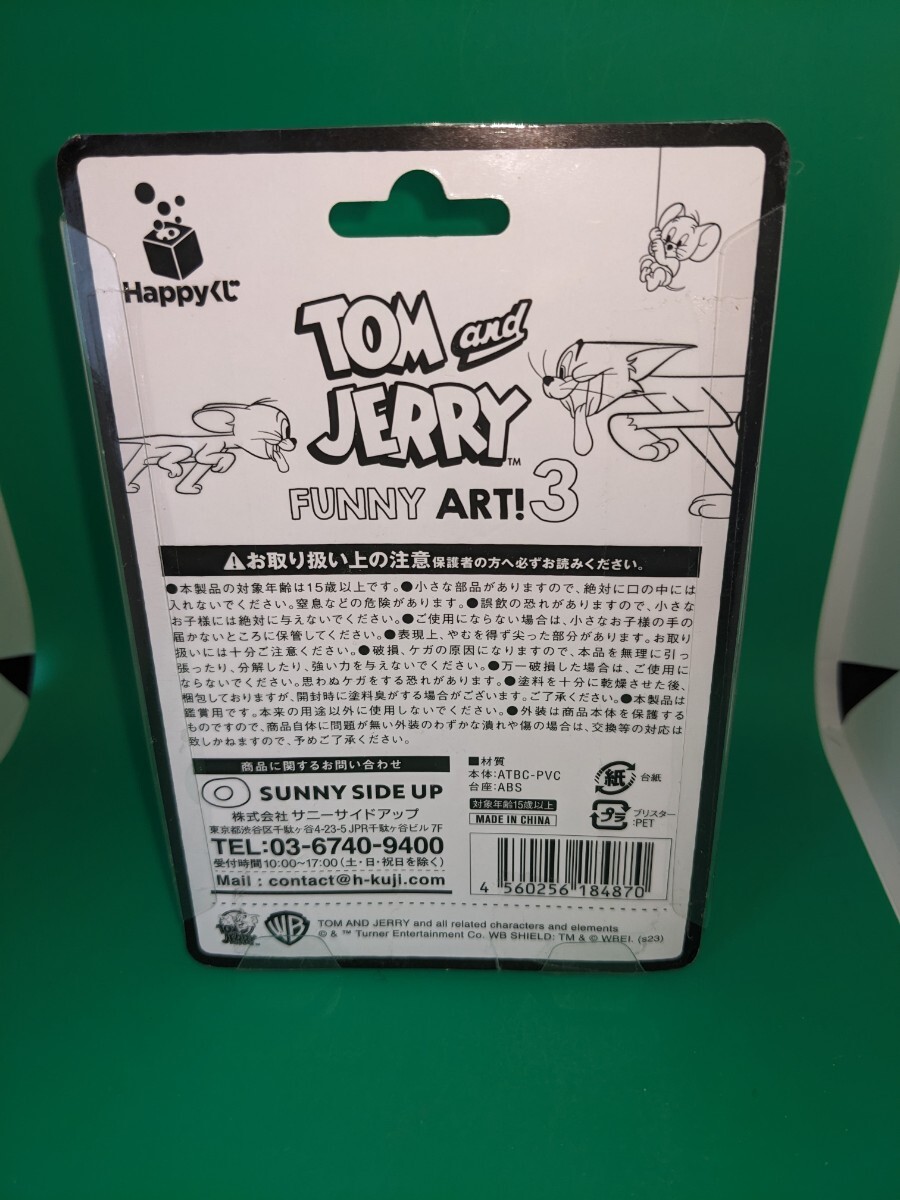 Happyくじ
TOM and
JERRY™
FUNNY ART!3
⚠お取り扱い上の注意 保護者の方へ必ずお読みください。
●本製品の対象年齢は15歳以上です。●小さな部品がありますので、絶対に口の中には
入れないでください。窒息などの危険があります。●誤飲の恐れがありますので、小さな
お子様には絶対に与えないでください。●ご使用にならない場合は、小さなお子様の手の
届かないところに保管してください。●表現上、やむを得ず尖った部分があります。お取り
扱いには十分ご注意ください。●破損、ケガの原因になりますので、本品を無理に引っ
張ったり、分解したり、強い力を与えないでください。●万一破損した場合は、ご使用に
ならないでください。思わぬケガをする恐れがあります。●塗料を十分に乾燥させた後、
梱包しておりますが、開封時に塗料臭がする場合がございます。ご了承ください。●本製品は
鑑賞用です。本来の用途以外に使用しないでください。●外装は商品本体を保護する
ものですので、商品自体に問題が無い外装のわずかな潰れや傷の場合は、交換等の対応は
致しかねますので、予めご了承ください。
商品に関するお問い合わせ
SUNNY SIDE UP
株式会社 サニーサイドアップ
東京都渋谷区千駄ヶ谷4-23-5 JPR千駄ヶ谷ビル 7F
TEL:03-6740-9400
受付時間10:00~17:00(土・日・祝日を除く)
Mail : contact@h-kuji.com
■材質
本体:ATBC-PVC
台座:ABS
対象年齢15歳以上
MADE IN CHINA
紙 台紙
プラ ブリスター
:PET
4 560256 184870
TOM and JERRY
WB
TOM AND JERRY and all related characters and elements
© & ™ Turner Entertainment Co. WB SHIELD: TM & © WBEI. (s23)